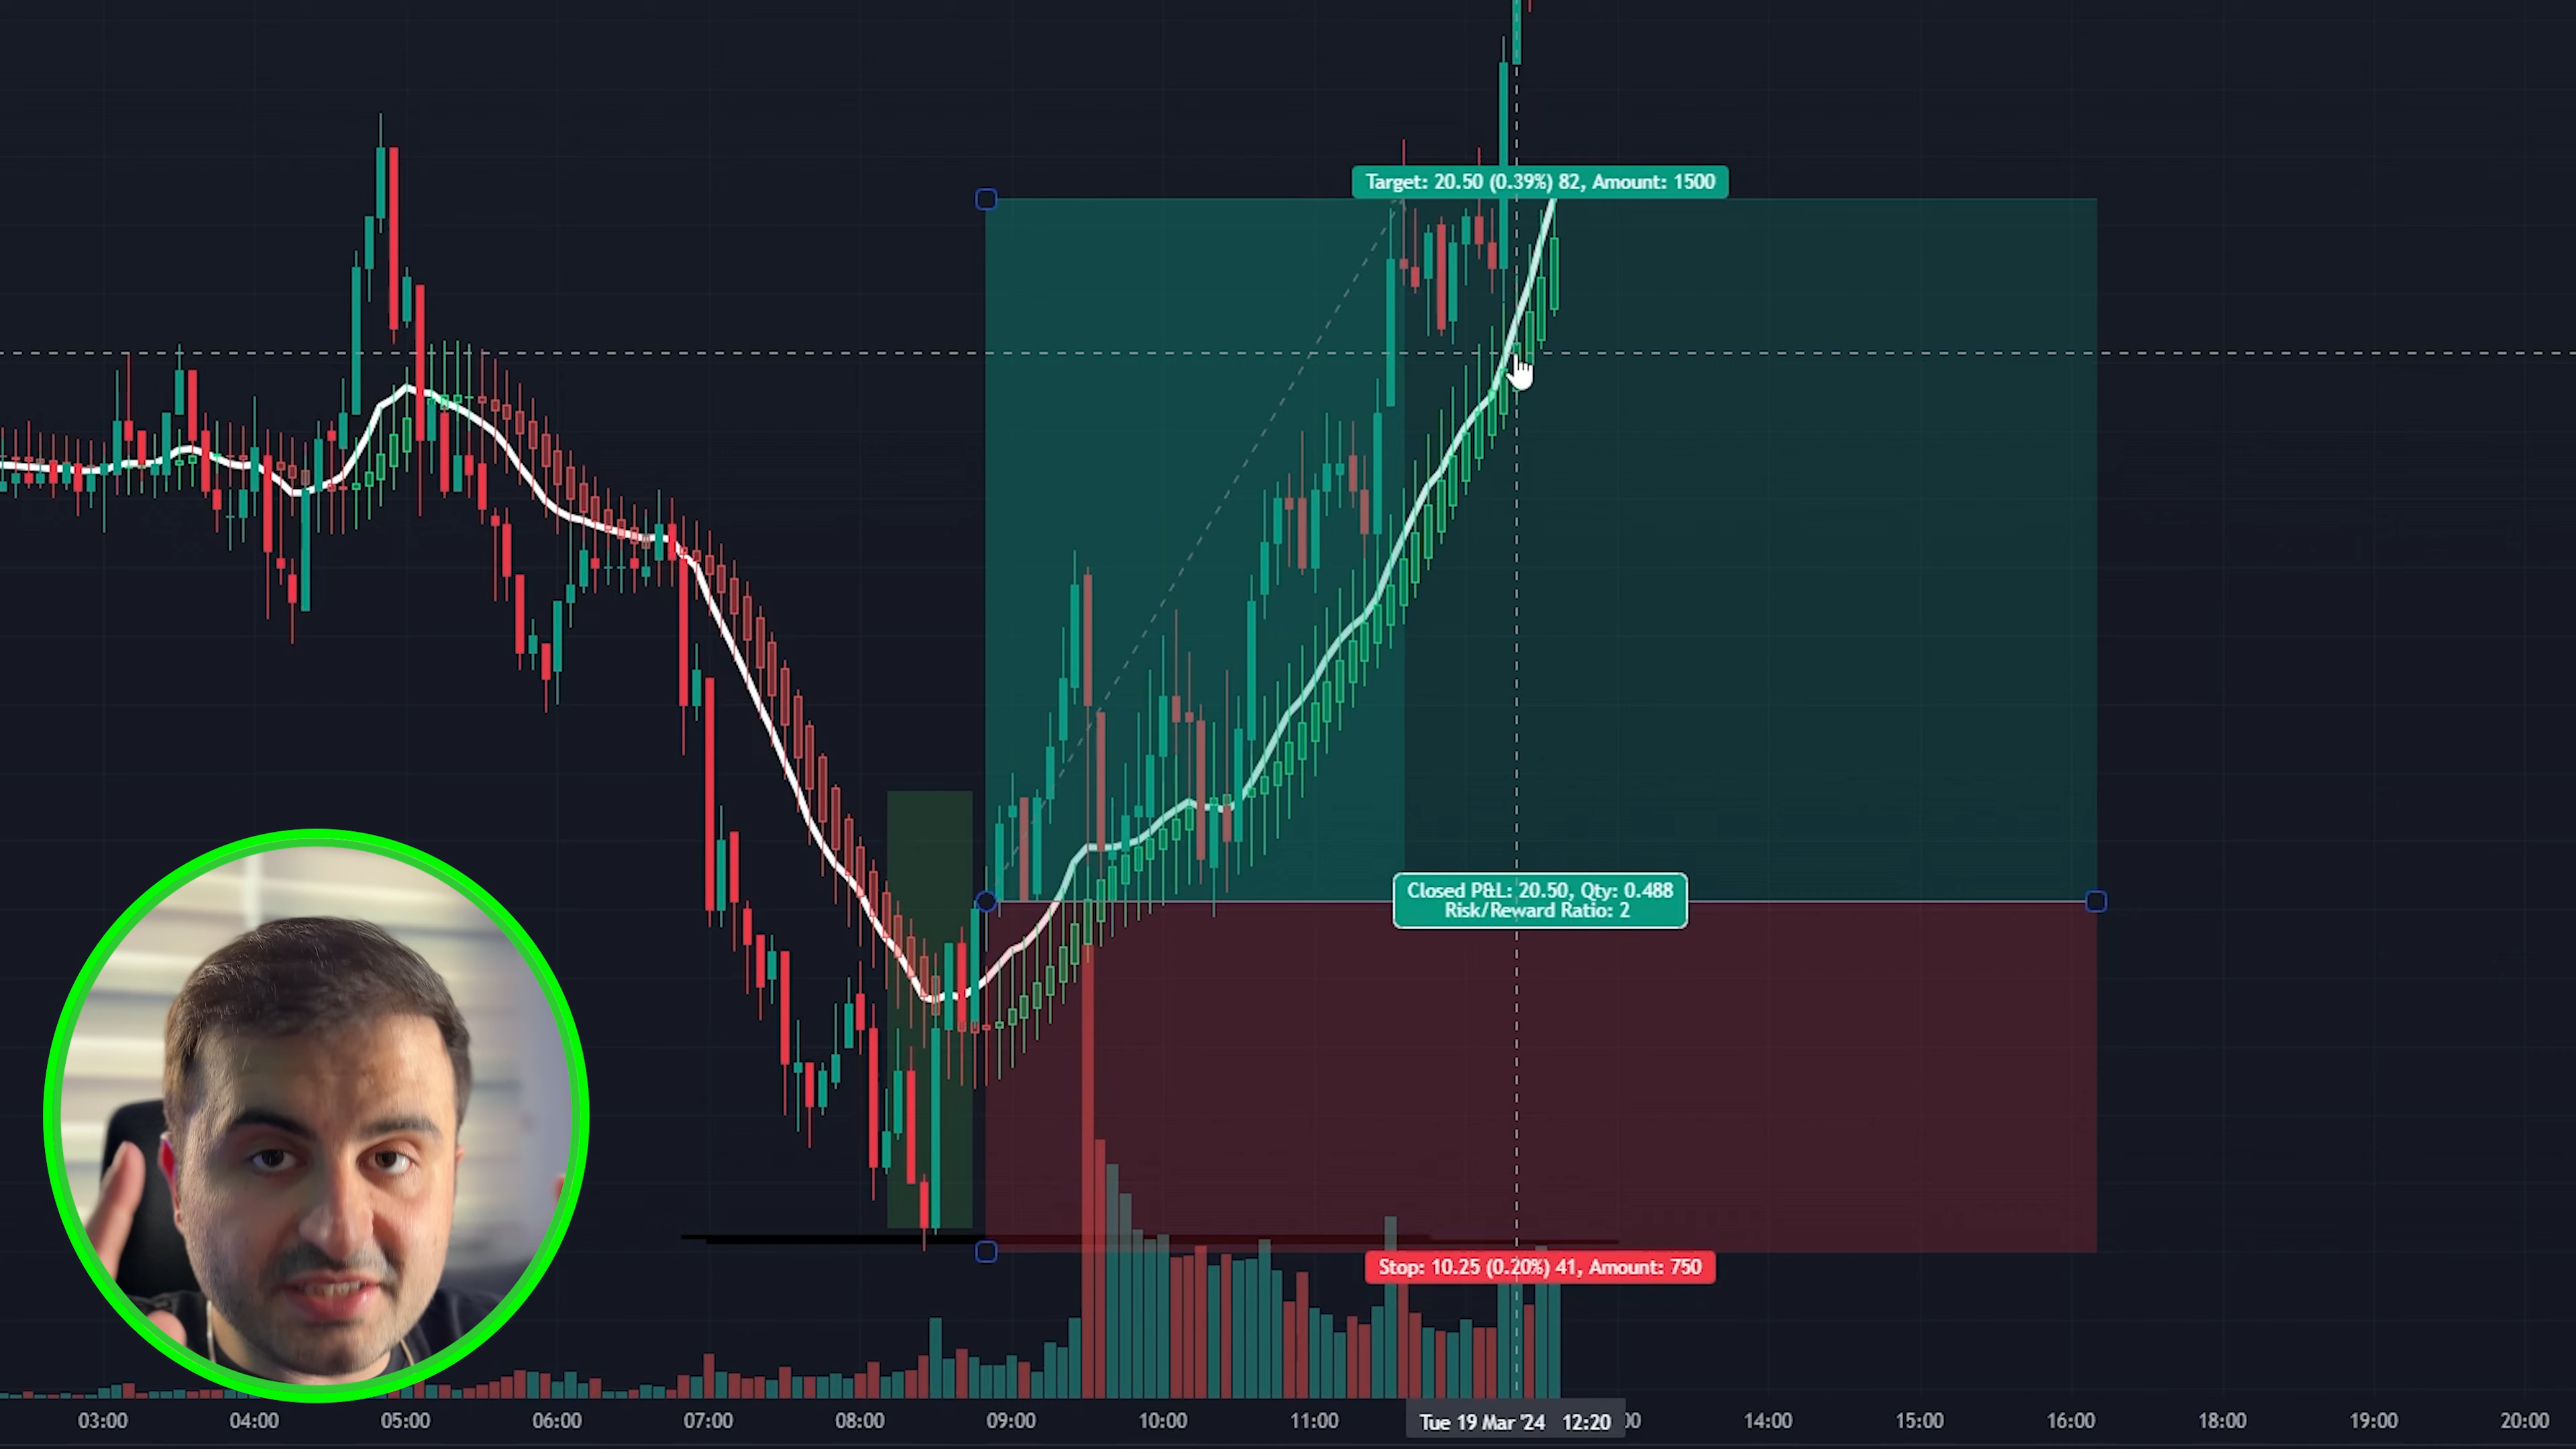 Target: 20.50 (0.39%) 82, Amount: 1500
Closed P&L: 20.50, Qty: 0.488
Risk/Reward Ratio: 2
Stop: 10.25 (0.20%) 41, Amount: 750
03:00 04:00 05:00 06:00 07:00 08:00 09:00 10:00 11:00 Tue 19 Mar '24 12:20 00 14:00 15:00 16:00 18:00 19:00 20:00